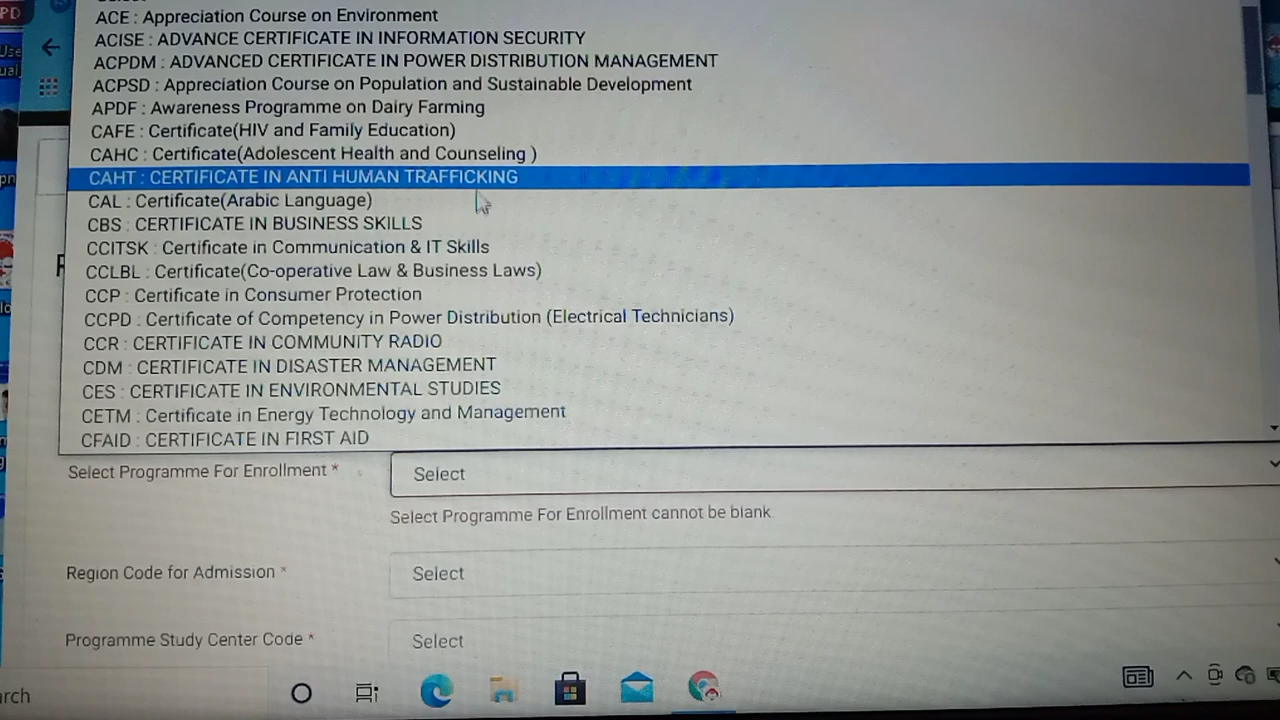 PD
ACE : Appreciation Course on Environment
ACISE : ADVANCE CERTIFICATE IN INFORMATION SECURITY
ACPDM : ADVANCED CERTIFICATE IN POWER DISTRIBUTION MANAGEMENT
ACPSD : Appreciation Course on Population and Sustainable Development
APDF : Awareness Programme on Dairy Farming
CAFE : Certificate(HIV and Family Education)
CAHC : Certificate(Adolescent Health and Counseling )
CAHT : CERTIFICATE IN ANTI HUMAN TRAFFICKING
CAL : Certificate(Arabic Language)
CBS : CERTIFICATE IN BUSINESS SKILLS
CCITSK : Certificate in Communication & IT Skills
CCLBL : Certificate(Co-operative Law & Business Laws)
CCP : Certificate in Consumer Protection
CCPD : Certificate of Competency in Power Distribution (Electrical Technicians)
CCR : CERTIFICATE IN COMMUNITY RADIO
CDM : CERTIFICATE IN DISASTER MANAGEMENT
CES : CERTIFICATE IN ENVIRONMENTAL STUDIES
CETM : Certificate in Energy Technology and Management
CFAID : CERTIFICATE IN FIRST AID
Select Programme For Enrollment * Select
Select Programme For Enrollment cannot be blank
Region Code for Admission * Select
Programme Study Center Code * Select
rch